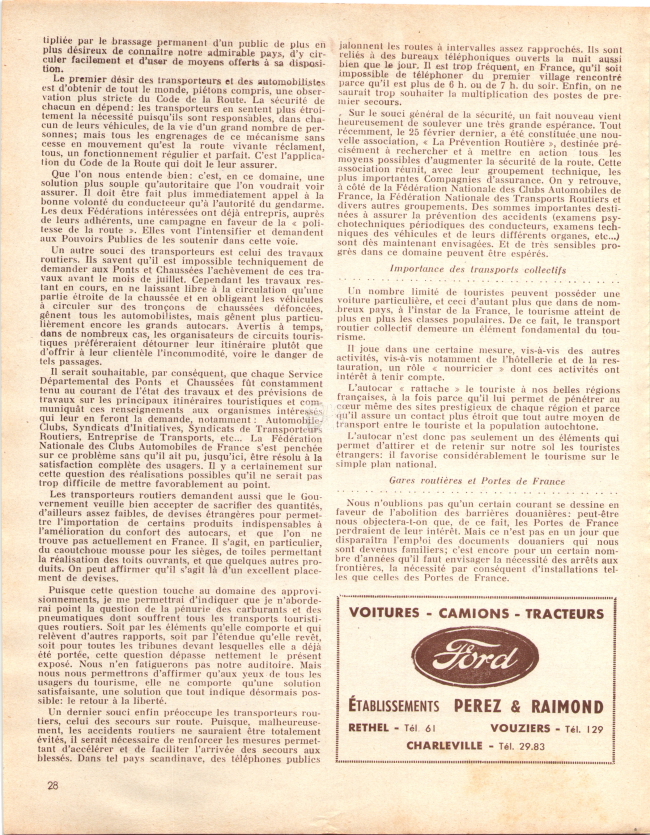 tipliée par le brassage permanent d'un public de plus en
plus désireux de connaître notre admirable pays, d'y cir-
culer facilement et d'user de moyens offerts à sa disposi-
tion.
Le premier désir des transporteurs et des automobilistes
est d'obtenir de tout le monde, piétons compris, une obser-
vation plus stricte du Code de la Route. La sécurité de
chacun en dépend: les transporteurs en sentent plus étroi-
tement la nécessité puisqu'ils sont responsables, dans cha-
cun de leurs véhicules, de la vie d'un grand nombre de per-
sonnes; mais tous les engrenages de ce mécanisme sans
cesse en mouvement qu'est la route vivante réclament,
tous, un fonctionnement régulier et parfait. C'est l'applica-
tion du Code de la Route qui doit le leur assurer.
Que l'on nous entende bien: c'est, en ce domaine, une
solution plus souple qu'autoritaire que l'on voudrait voir
assurer. Il doit être fait plus immédiatement appel à la
bonne volonté du conducteur qu'à l'autorité du gendarme.
Les deux Fédérations intéressées ont déjà entrepris, auprès
de leurs adhérents, une campagne en faveur de la « poli-
tesse de la route ». Elles vont l'intensifier et demandent
aux Pouvoirs Publics de les soutenir dans cette voie.
Un autre souci des transporteurs est celui des travaux
routiers. Ils savent qu'il est impossible techniquement de
demander aux Ponts et Chaussées l'achèvement de ces tra-
vaux avant le mois de juillet. Cependant les travaux res-
tant en cours, en ne laissant libre à la circulation qu'une
partie étroite de la chaussée et en obligeant les véhicules
à circuler sur des tronçons de chaussées défoncées,
gênent tous les automobilistes, mais gênent plus particu-
lièrement encore les grands autocars. Avertis à temps,
dans de nombreux cas, les organisateurs de circuits touris-
tiques préféreraient détourner leur itinéraire plutôt que
d'offrir à leur clientèle l'incommodité, voire le danger de
tels passages.
Il serait souhaitable, par conséquent, que chaque Service
Départemental des Ponts et Chaussées fût constamment
tenu au courant de l'état des travaux et des prévisions de
travaux sur les principaux itinéraires touristiques et com-
muniquât ces renseignements aux organismes intéressés
qui leur en feront la demande, notamment: Automobile-
Clubs, Syndicats d'Initiatives, Syndicats de Transporteurs
Routiers, Entreprise de Transports, etc... La Fédération
Nationale des Clubs Automobiles de France s'est penchée
sur ce problème sans qu'il ait pu, jusqu'ici, être résolu à la
satisfaction complète des usagers. Il y a certainement sur
cette question des réalisations possibles qu'il ne serait pas
trop difficile de mettre favorablement au point.
Les transporteurs routiers demandent aussi que le Gou-
vernement veuille bien accepter de sacrifier des quantités,
d'ailleurs assez faibles, de devises étrangères pour permet-
tre l'importation de certains produits indispensables à
l'amélioration du confort des autocars, et que l'on ne
trouve pas actuellement en France. Il s'agit, en particulier,
du caoutchouc mousse pour les sièges, de toiles permettant
la réalisation des toits ouvrants, et que quelques autres pro-
duits. On peut affirmer qu'il s'agit là d'un excellent place-
ment de devises.
Puisque cette question touche au domaine des approvi-
sionnements, je me permettrai d'indiquer que je n'aborde-
rai point la question de la pénurie des carburants et des
pneumatiques dont souffrent tous les transports touristi-
ques routiers. Soit par les éléments qu'elle comporte et qui
relèvent d'autres rapports, soit par l'étendue qu'elle revêt,
soit pour toutes les tribunes devant lesquelles elle a déjà
été portée, cette question dépasse nettement le présent
exposé. Nous n'en fatiguerons pas notre auditoire. Mais
nous nous permettrons d'affirmer qu'aux yeux de tous les
usagers du tourisme, elle ne comporte qu'une solution
satisfaisante, une solution que tout indique désormais pos-
sible: le retour à la liberté.
Un dernier souci enfin préoccupe les transporteurs rou-
tiers, celui des secours sur route. Puisque, malheureuse-
ment, les accidents routiers ne sauraient être totalement
évités, il serait nécessaire de renforcer les mesures permet-
tant d'accélérer et de faciliter l'arrivée des secours aux
blessés. Dans tel pays scandinave, des téléphones publics
28
jalonnent les routes à intervalles assez rapprochés. Ils sont
reliés à des bureaux téléphoniques ouverts la nuit aussi
bien que le jour. Il est trop fréquent, en France, qu'il soit
impossible de téléphoner du premier village rencontré
parce qu'il est plus de 6 h. ou de 7 h. du soir. Enfin, on ne
saurait trop souhaiter la multiplication des postes de pre-
mier secours.
Sur le souci général de la sécurité, un fait nouveau vient
heureusement de soulever une très grande espérance. Tout
récemment, le 25 février dernier, a été constituée une nou-
velle association, « La Prévention Routière », destinée pré-
cisément à rechercher et à mettre en action tous les
moyens possibles d'augmenter la sécurité de la route. Cette
association réunit, avec leur groupement technique, les
plus importantes Compagnies d'assurance. On y retrouve,
à côté de la Fédération Nationale des Clubs Automobiles de
France, la Fédération Nationale des Transports Routiers et
divers autres groupements. Des sommes importantes desti-
nées à assurer la prévention des accidents (examens psy-
chotechniques périodiques des conducteurs, examens tech-
niques des véhicules et de leurs différents organes, etc...)
sont dès maintenant envisagées. Et de très sensibles pro-
grès dans ce domaine peuvent être espérés.
Importance des transports collectifs
Un nombre limité de touristes peuvent posséder une
voiture particulière, et ceci d'autant plus que dans de nom-
breux pays, à l'instar de la France, le tourisme atteint de
plus en plus les classes populaires. De ce fait, le transport
routier collectif demeure un élément fondamental du tou-
risme.
Il joue dans une certaine mesure, vis-à-vis des autres
activités, vis-à-vis notamment de l'hôtellerie et de la res-
tauration, un rôle « nourricier » dont ces activités ont
intérêt à tenir compte.
L'autocar « rattache » le touriste à nos belles régions
françaises, à la fois parce qu'il lui permet de pénétrer au
cœur même de sites prestigieux de chaque région et parce
qu'il assure un contact plus étroit que tout autre moyen de
transport entre le touriste et la population autochtone.
L'autocar n'est donc pas seulement un des éléments qui
permet d'attirer et de retenir sur notre sol les touristes
étrangers: il favorise considérablement le tourisme sur le
simple plan national.
Gares routières et Portes de France
Nous n'oublions pas qu'un certain courant se dessine en
faveur de l'abolition des barrières douanières: peut-être
nous objectera-t-on que, de ce fait, les Portes de France
perdraient de leur intérêt. Mais ce n'est pas en un jour que
disparaîtra l'emploi des documents douaniers qui nous
sont devenus familiers; c'est encore pour un certain nom-
bre d'années qu'il faut envisager la nécessité des arrêts aux
frontières, la nécessité par conséquent d'installations tel-
les que celles des Portes de France.
VOITURES - CAMIONS - TRACTEURS
Ford
ÉTABLISSEMENTS PEREZ & RAIMOND
RETHEL - Tél. 61 VOUZIERS - Tél. 129
CHARLEVILLE - Tél. 29.83